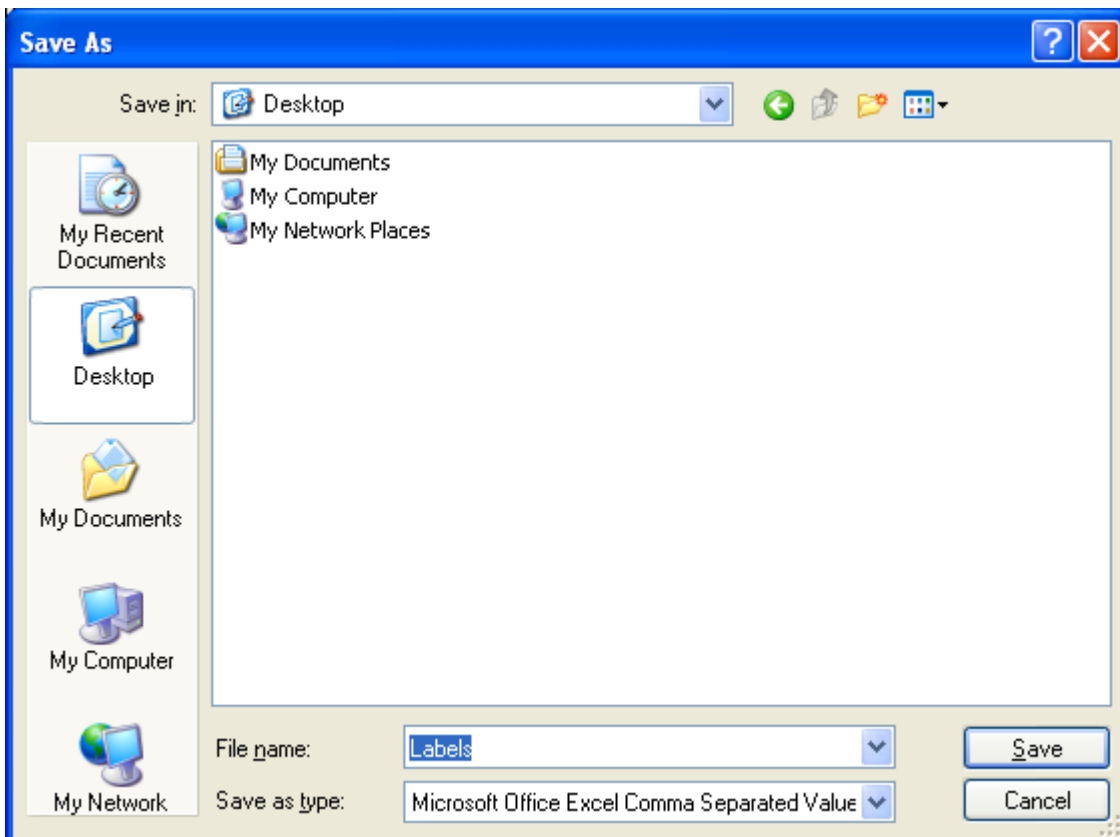 Save As
Save in:
Desktop
My Recent
Documents
Desktop
My Documents
My Computer
My Network
My Documents
My Computer
My Network Places
File name:
Labels
Save
Save as type:
Microsoft Office Excel Comma Separated Value
Cancel